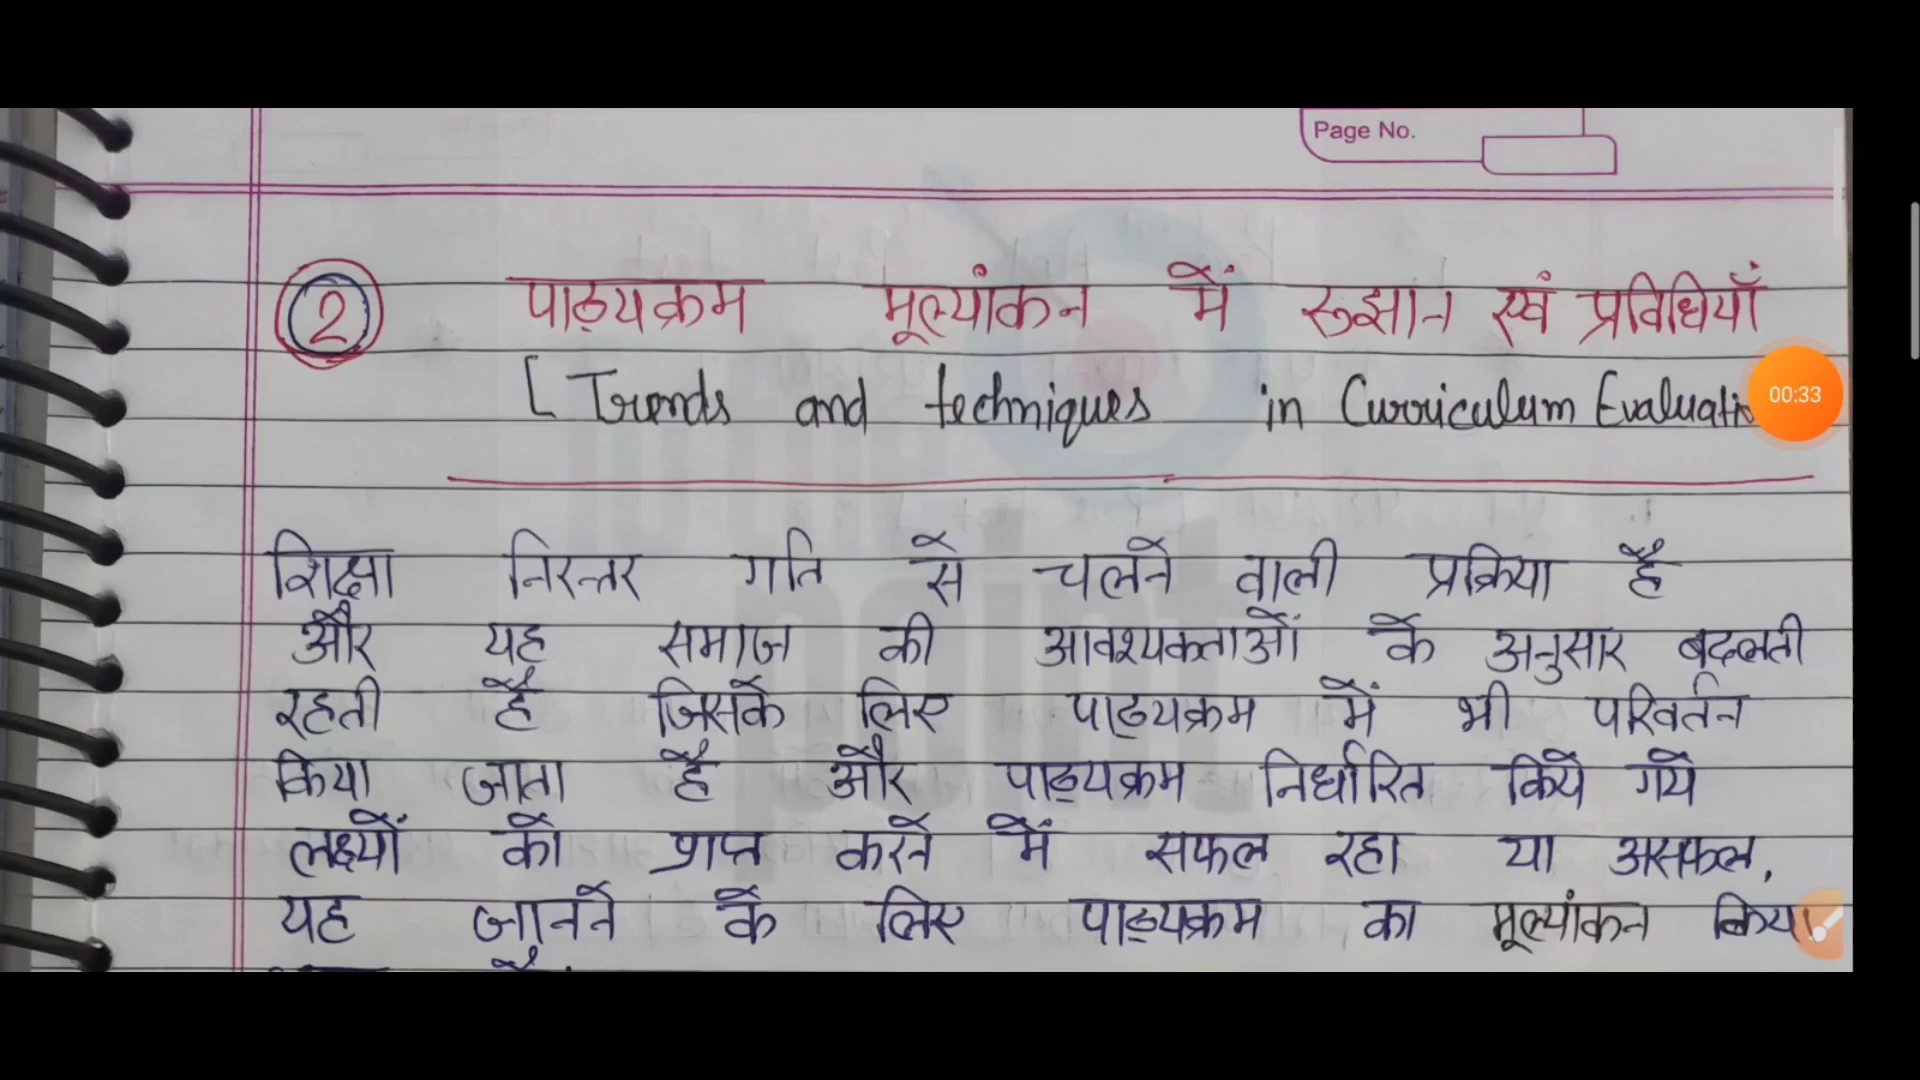 Page No.
2 पाठ्यक्रम मूल्यांकन में रूझान एवं प्रविधियाँ
[ Trends and techniques in Curriculum Evaluati
00:33
शिक्षा निरन्तर गति से चलने वाली प्रक्रिया है
और यह समाज की आवश्यकताओं के अनुसार बदलती
रहती है जिसके लिए पाठ्यक्रम में भी परिवर्तन
किया जाता है और पाठ्यक्रम निर्धारित किये गये
लक्ष्यों को प्राप्त करने में सफल रहा या असफल,
यह जानने के लिए पाठ्यक्रम का मूल्यांकन किया